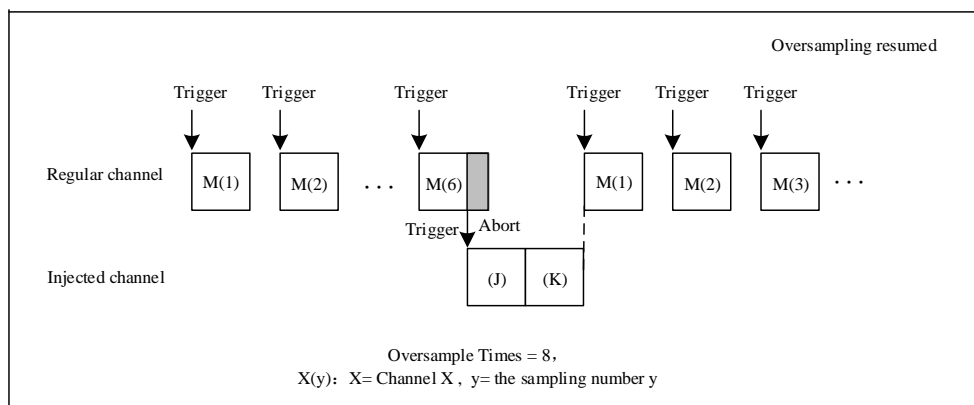 Oversampling resumed
Trigger Trigger Trigger Trigger Trigger Trigger
Regular channel M(1) M(2) ... M(6) M(1) M(2) M(3) ...
Trigger Abort
Injected channel (J) (K)
Oversample Times = 8,
X(y): X= Channel X , y= the sampling number y